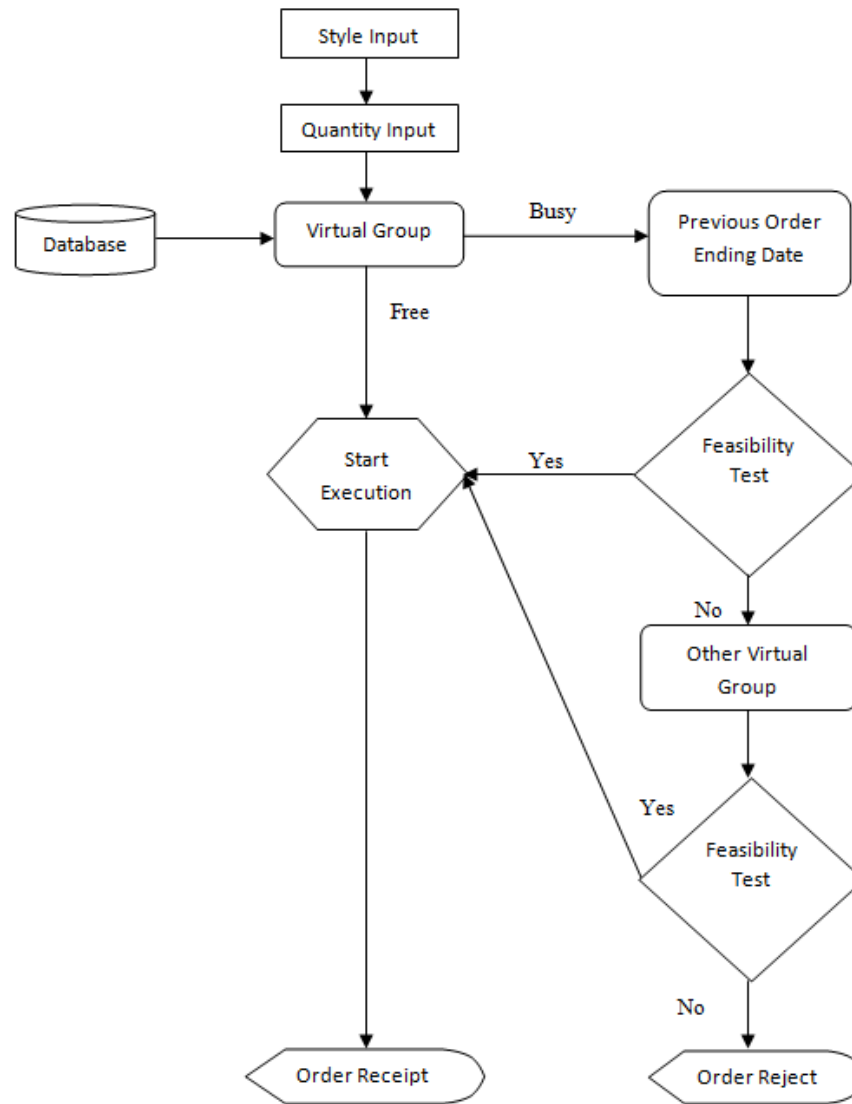 Style Input
Quantity Input
Database
Virtual Group
Busy
Previous Order
Ending Date
Free
Start
Execution
Yes
Feasibility
Test
No
Other Virtual
Group
Yes
Feasibility
Test
No
Order Receipt
Order Reject